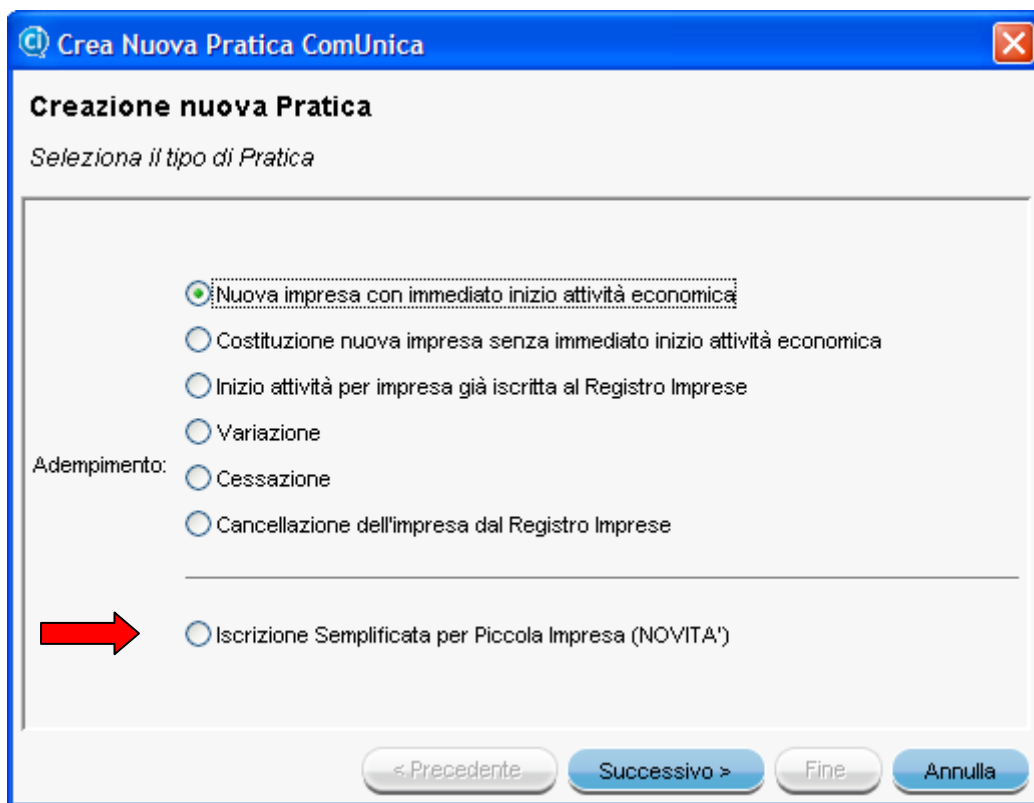 Crea Nuova Pratica ComUnica
Creazione nuova Pratica
Seleziona il tipo di Pratica
Nuova impresa con immediato inizio attività economica
Costituzione nuova impresa senza immediato inizio attività economica
Inizio attività per impresa già iscritta al Registro Imprese
Variazione
Adempimento:
Cessazione
Cancellazione dell'impresa dal Registro Imprese
Iscrizione Semplificata per Piccola Impresa (NOVITA')
< Precedente Successivo > Fine Annulla